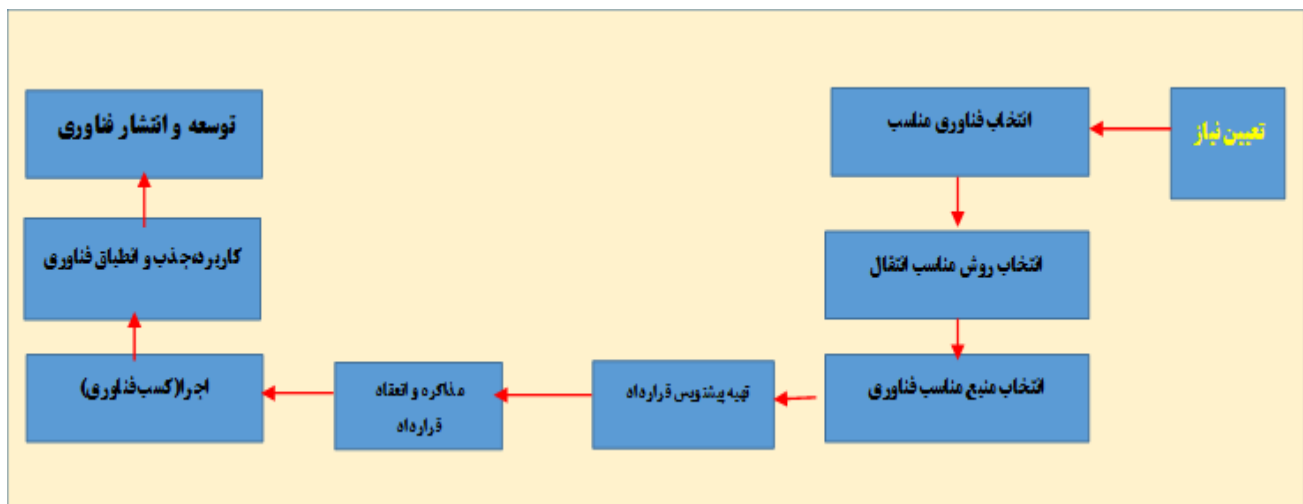 تعیین نیاز
انتخاب فناوری مناسب
انتخاب روش مناسب انتقال
انتخاب منبع مناسب فناوری
تهیه پیشنویس قرارداد
مذاکره و انعقاد
قرارداد
اجرا(کسب فناوری)
کاربرد،جذب و انطباق فناوری
توسعه و انتشار فناوری